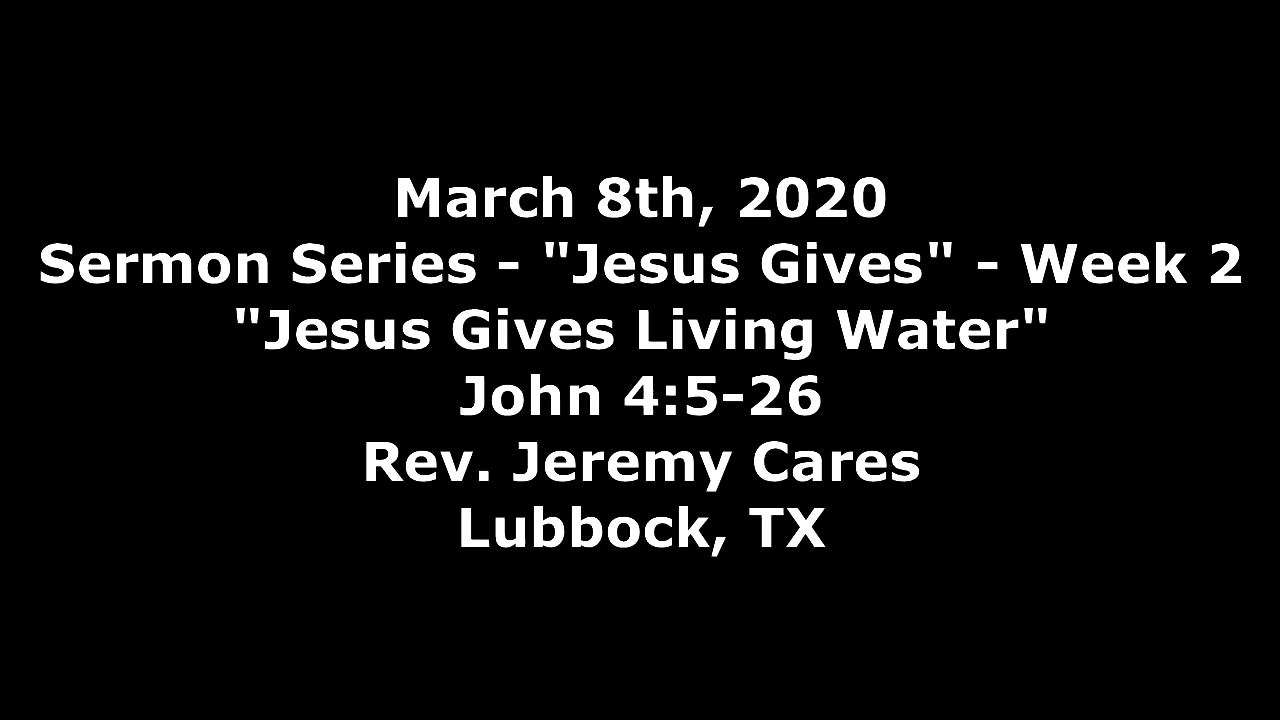 March 8th, 2020
Sermon Series - "Jesus Gives" - Week 2
"Jesus Gives Living Water"
John 4:5-26
Rev. Jeremy Cares
Lubbock, TX